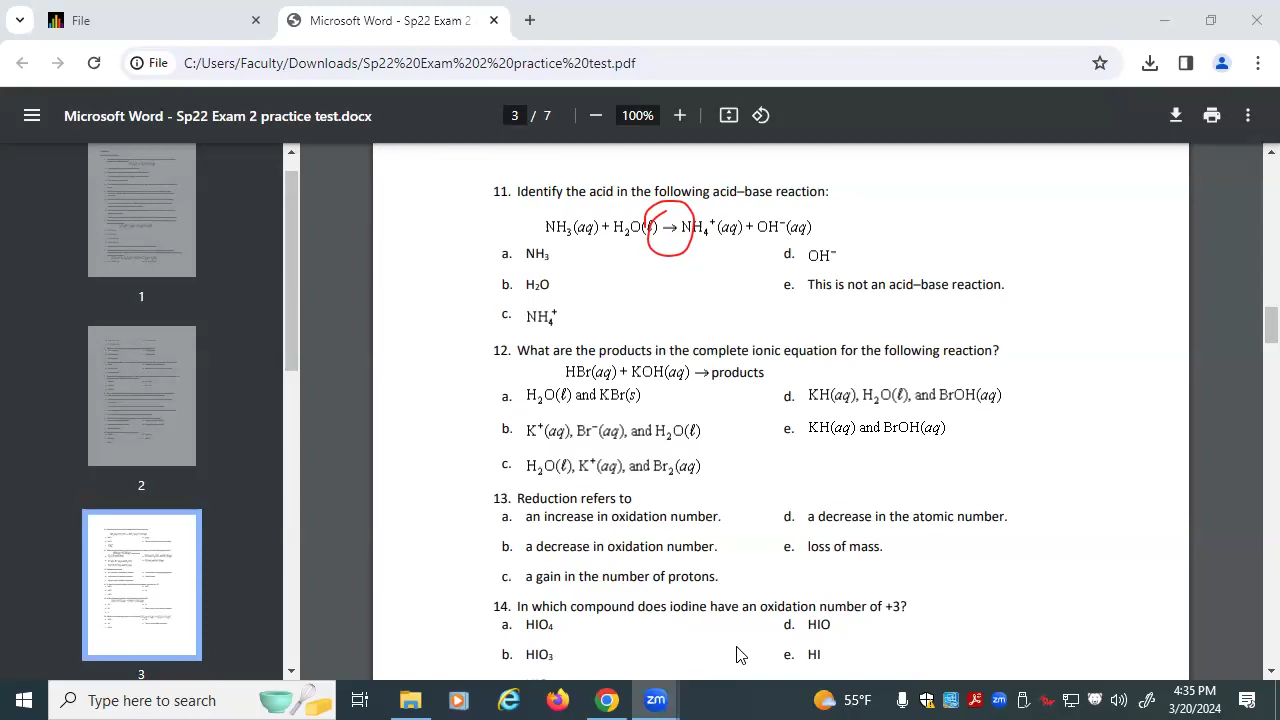 File
Microsoft Word - Sp22 Exam 2
File
C:/Users/Faculty/Downloads/Sp22%20Exam%202%20practice%20test.pdf
Microsoft Word - Sp22 Exam 2 practice test.docx
3 / 7
100%
1
2
3
11. Identify the acid in the following acid–base reaction:
H₃(aq) + H₂O(ℓ) → NH₄⁺(aq) + OH⁻(aq)
a. NH₃
d. OH⁻
b. H₂O
e. This is not an acid–base reaction.
c. NH₄⁺
12. What are the products in the complete ionic equation for the following reaction?
HBr(aq) + KOH(aq) → products
a. H₂O(ℓ) and KBr(s)
d. KH(aq), H₂O(ℓ), and BrOH(aq)
b. K⁺(aq), Br⁻(aq), and H₂O(ℓ)
e. KH(aq) and BrOH(aq)
c. H₂O(ℓ), K⁺(aq), and Br₂(aq)
13. Reduction refers to
a. an increase in oxidation number.
d. a decrease in the atomic number.
b. a decrease in oxidation number.
e. a loss of mass.
c. a gain in the number of protons.
14. In which compound does iodine have an oxidation number of +3?
a. HIO₄
d. HIO
b. HIO₃
e. HI
Type here to search
zm
55°F
zm
4:35 PM
3/20/2024